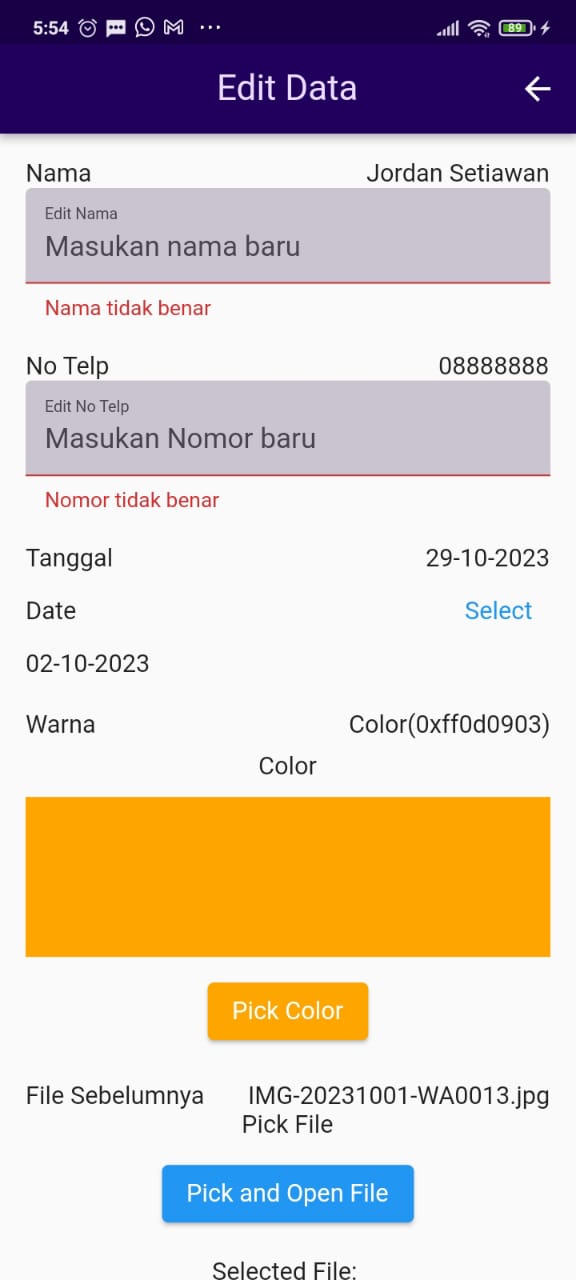 5:54
89
Edit Data
Nama Jordan Setiawan
Edit Nama
Masukan nama baru
Nama tidak benar
No Telp 08888888
Edit No Telp
Masukan Nomor baru
Nomor tidak benar
Tanggal 29-10-2023
Date Select
02-10-2023
Warna Color(0xff0d0903)
Color
Pick Color
File Sebelumnya IMG-20231001-WA0013.jpg
Pick File
Pick and Open File
Selected File: